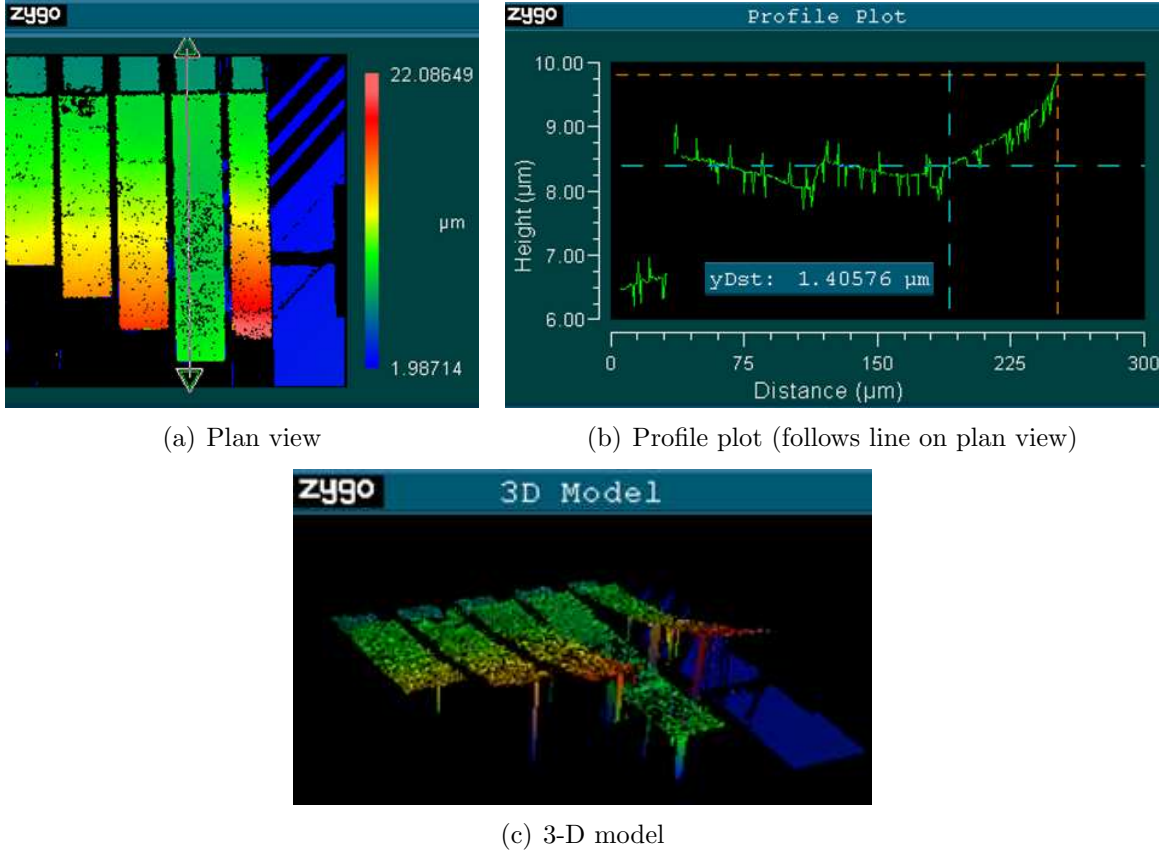 zygo
22.08649
µm
1.98714
(a) Plan view
zygo
Profile Plot
10.00
9.00
8.00
7.00
6.00
Height (µm)
yDst: 1.40576 µm
0 75 150 225 300
Distance (µm)
(b) Profile plot (follows line on plan view)
zygo
3D Model
(c) 3-D model